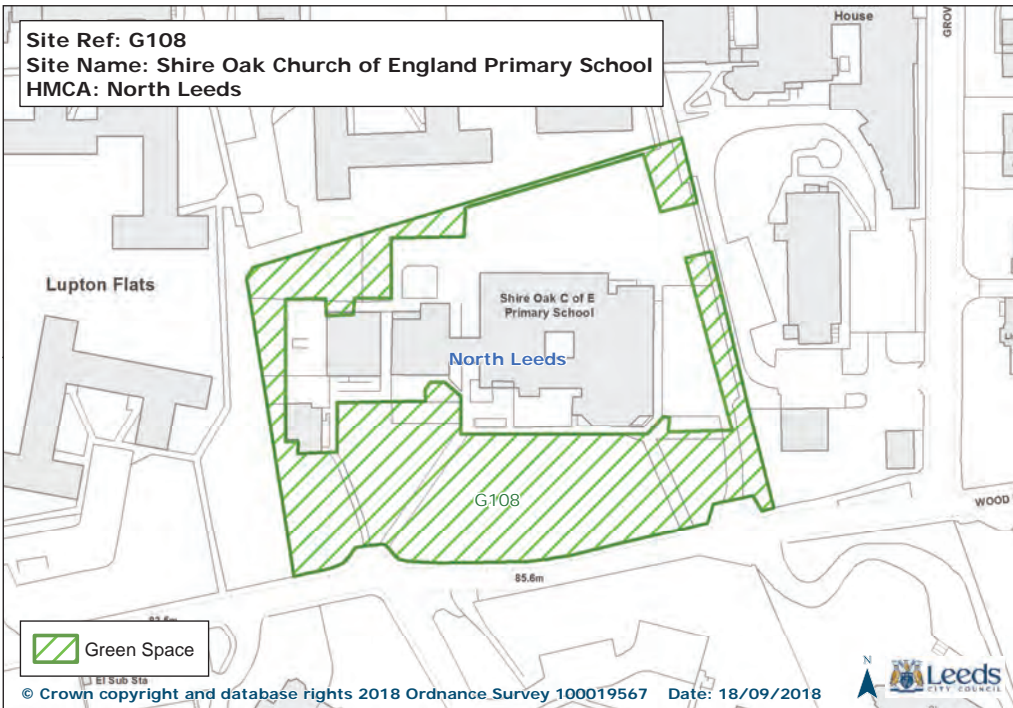 Site Ref: G108
Site Name: Shire Oak Church of England Primary School
HMCA: North Leeds
House
GROV
Lupton Flats
Shire Oak C of E
Primary School
North Leeds
G108
WOOD
85.6m
Green Space
El Sub Sta
© Crown copyright and database rights 2018 Ordnance Survey 100019567 Date: 18/09/2018
N
Leeds
CITY COUNCIL